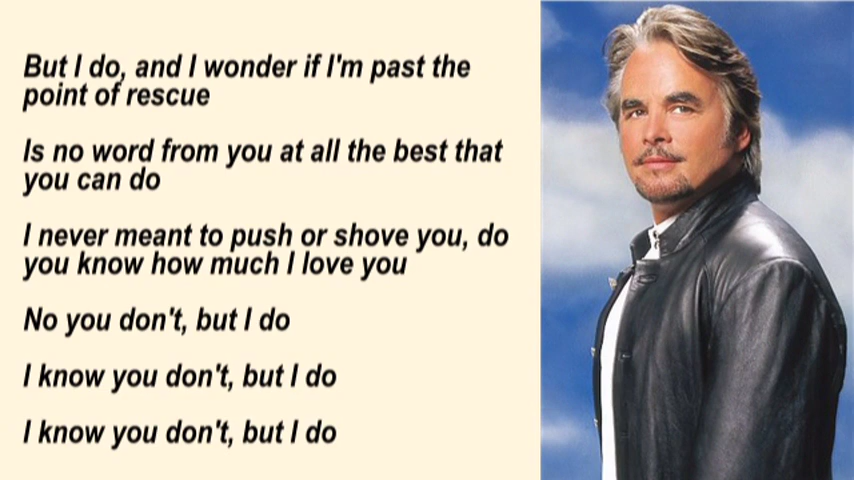 But I do, and I wonder if I'm past the
point of rescue
Is no word from you at all the best that
you can do
I never meant to push or shove you, do
you know how much I love you
No you don't, but I do
I know you don't, but I do
I know you don't, but I do